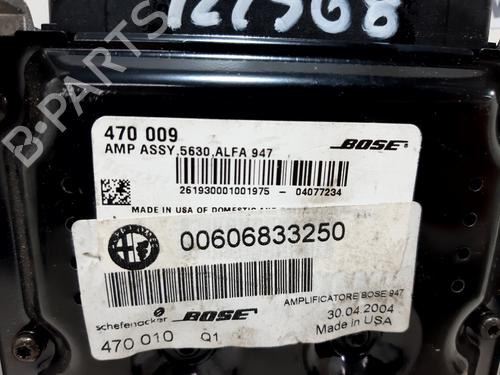 127568
470 009
AMP ASSY,5630,ALFA 947
BOSE
261930001001975 – 04077234
MADE IN USA OF DOMESTIC AND
00606833250
schefenacker BOSE
AMPLIFICATORE BOSE 947
30.04.2004
470 010 Q1
Made in USA
B-PARTS